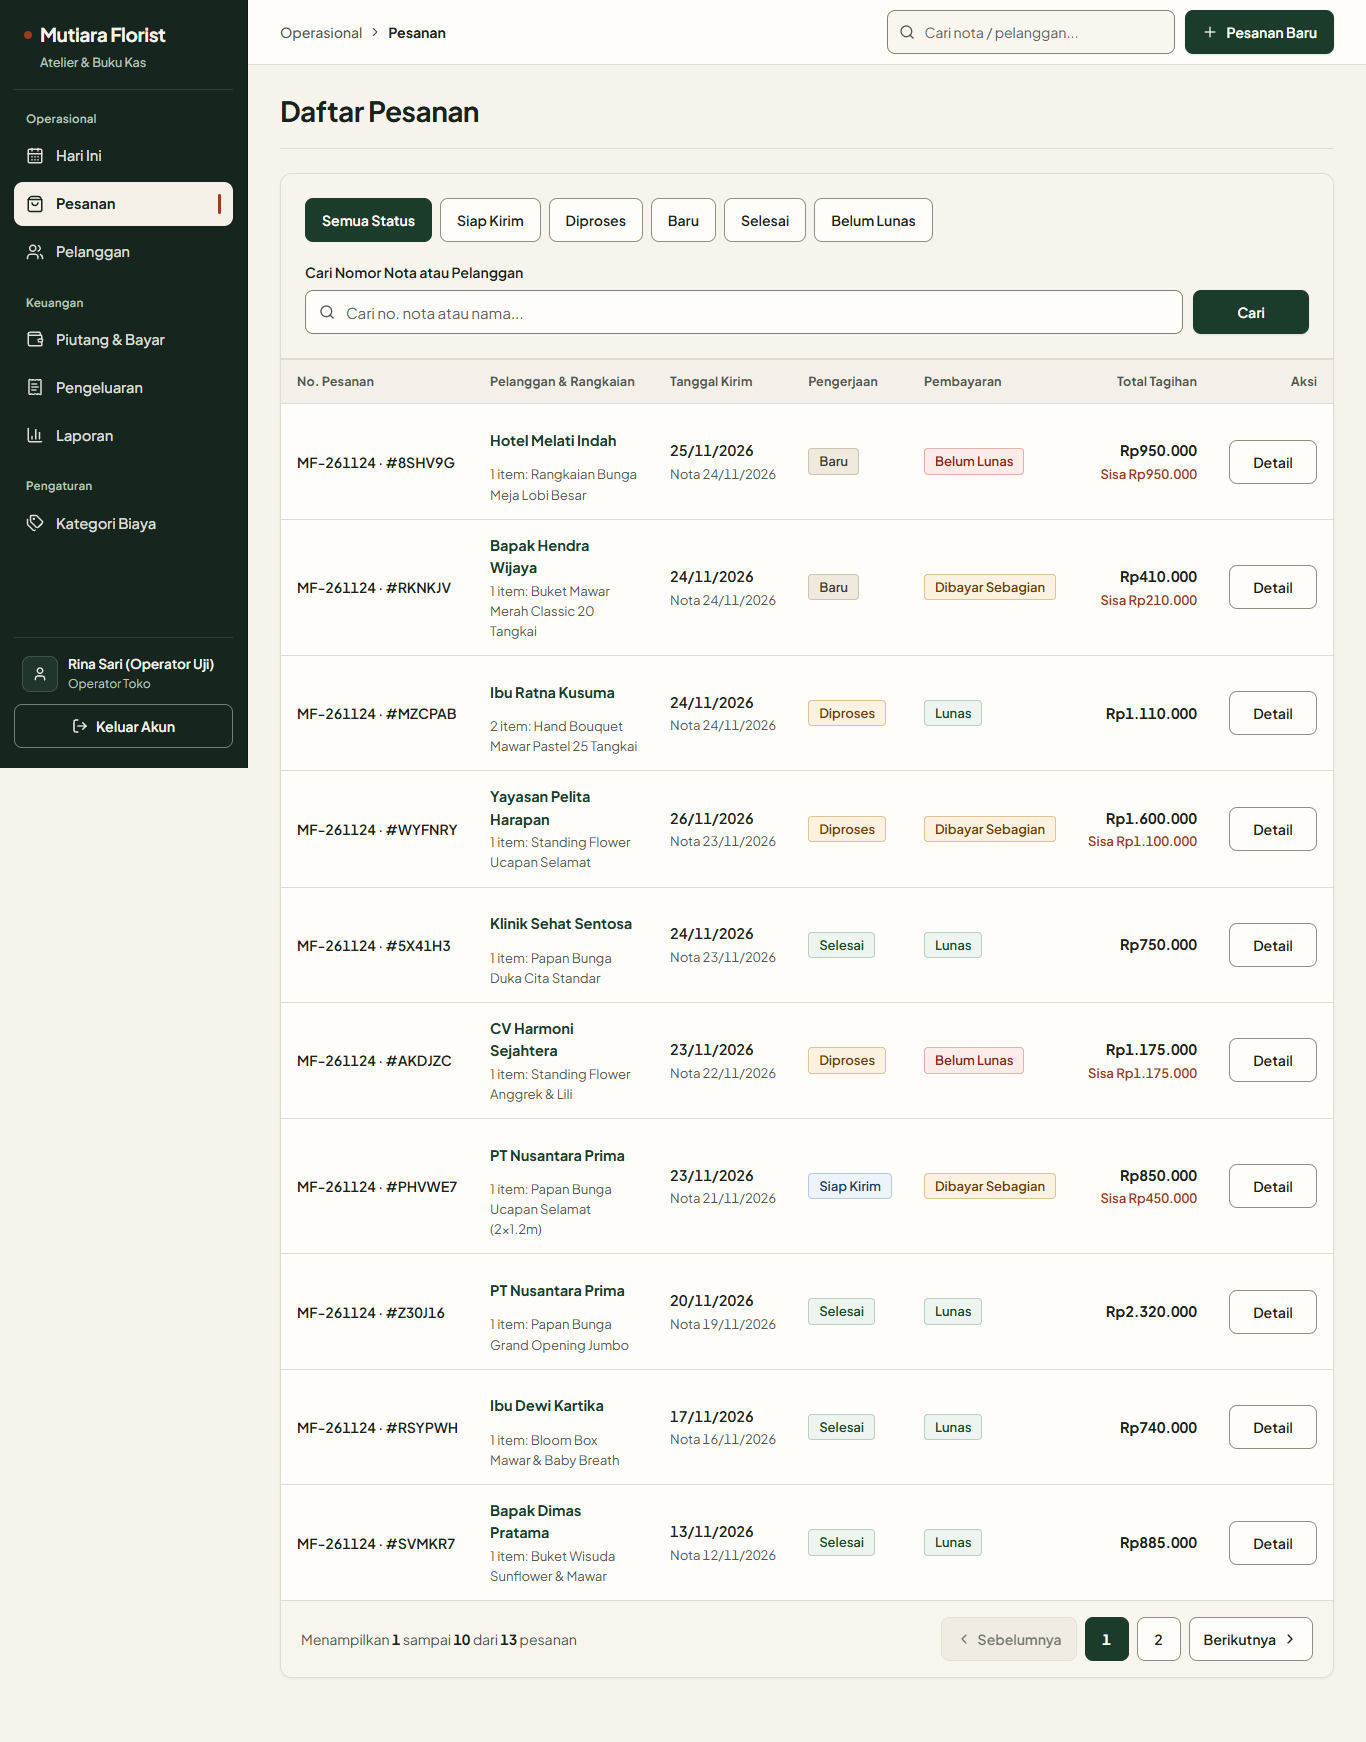 Mutiara Florist
Atelier & Buku Kas
Operasional
Hari Ini
Pesanan
Pelanggan
Keuangan
Piutang & Bayar
Pengeluaran
Laporan
Pengaturan
Kategori Biaya
Rina Sari (Operator Uji)
Operator Toko
Keluar Akun
Operasional > Pesanan
Cari nota / pelanggan...
Pesanan Baru
Daftar Pesanan
Semua Status
Siap Kirim
Diproses
Baru
Selesai
Belum Lunas
Cari Nomor Nota atau Pelanggan
Cari no. nota atau nama...
Cari
No. Pesanan
Pelanggan & Rangkaian
Tanggal Kirim
Pengerjaan
Pembayaran
Total Tagihan
Aksi
MF-261124 · #8SHV9G
Hotel Melati Indah
1 item: Rangkaian Bunga
Meja Lobi Besar
25/11/2026
Nota 24/11/2026
Baru
Belum Lunas
Rp950.000
Sisa Rp950.000
Detail
MF-261124 · #RKNKJV
Bapak Hendra
Wijaya
1 item: Buket Mawar
Merah Classic 20
Tangkai
24/11/2026
Nota 24/11/2026
Baru
Dibayar Sebagian
Rp410.000
Sisa Rp210.000
Detail
MF-261124 · #MZCPAB
Ibu Ratna Kusuma
2 item: Hand Bouquet
Mawar Pastel 25 Tangkai
24/11/2026
Nota 24/11/2026
Diproses
Lunas
Rp1.110.000
Detail
MF-261124 · #WYFNRY
Yayasan Pelita
Harapan
1 item: Standing Flower
Ucapan Selamat
26/11/2026
Nota 23/11/2026
Diproses
Dibayar Sebagian
Rp1.600.000
Sisa Rp1.100.000
Detail
MF-261124 · #5X41H3
Klinik Sehat Sentosa
1 item: Papan Bunga
Duka Cita Standar
24/11/2026
Nota 23/11/2026
Selesai
Lunas
Rp750.000
Detail
MF-261124 · #AKDJZC
CV Harmoni
Sejahtera
1 item: Standing Flower
Anggrek & Lili
23/11/2026
Nota 22/11/2026
Diproses
Belum Lunas
Rp1.175.000
Sisa Rp1.175.000
Detail
MF-261124 · #PHVWE7
PT Nusantara Prima
1 item: Papan Bunga
Ucapan Selamat
(2×1.2m)
23/11/2026
Nota 21/11/2026
Siap Kirim
Dibayar Sebagian
Rp850.000
Sisa Rp450.000
Detail
MF-261124 · #Z30J16
PT Nusantara Prima
1 item: Papan Bunga
Grand Opening Jumbo
20/11/2026
Nota 19/11/2026
Selesai
Lunas
Rp2.320.000
Detail
MF-261124 · #RSYPWH
Ibu Dewi Kartika
1 item: Bloom Box
Mawar & Baby Breath
17/11/2026
Nota 16/11/2026
Selesai
Lunas
Rp740.000
Detail
MF-261124 · #SVMKR7
Bapak Dimas
Pratama
1 item: Buket Wisuda
Sunflower & Mawar
13/11/2026
Nota 12/11/2026
Selesai
Lunas
Rp885.000
Detail
Menampilkan 1 sampai 10 dari 13 pesanan
Sebelumnya
1
2
Berikutnya